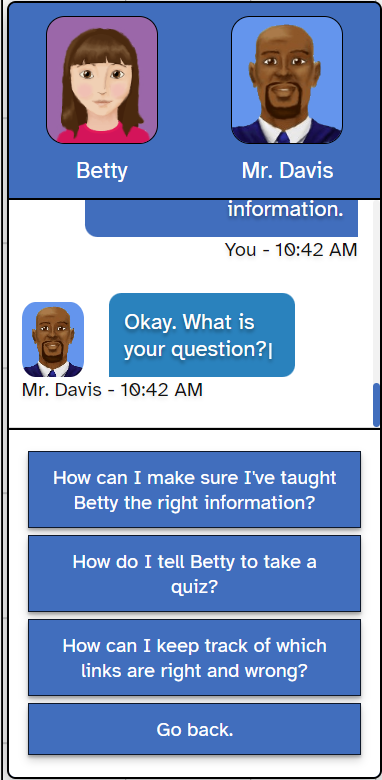 Betty
Mr. Davis
information.
You - 10:42 AM
Okay. What is
your question?|
Mr. Davis - 10:42 AM
How can I make sure I've taught
Betty the right information?
How do I tell Betty to take a
quiz?
How can I keep track of which
links are right and wrong?
Go back.